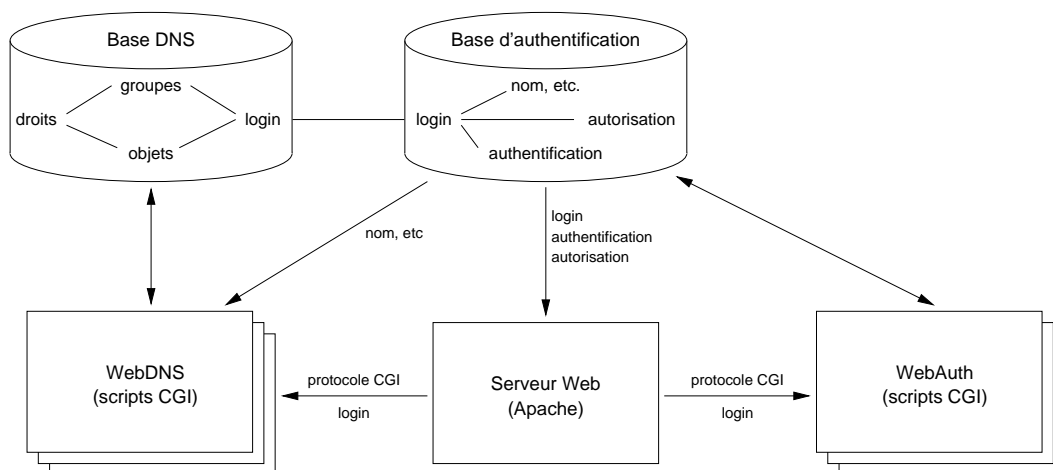 Base DNS
groupes
droits
login
objets
Base d'authentification
nom, etc.
login
autorisation
authentification
nom, etc
login
authentification
autorisation
WebDNS
(scripts CGI)
protocole CGI
login
Serveur Web
(Apache)
protocole CGI
login
WebAuth
(scripts CGI)